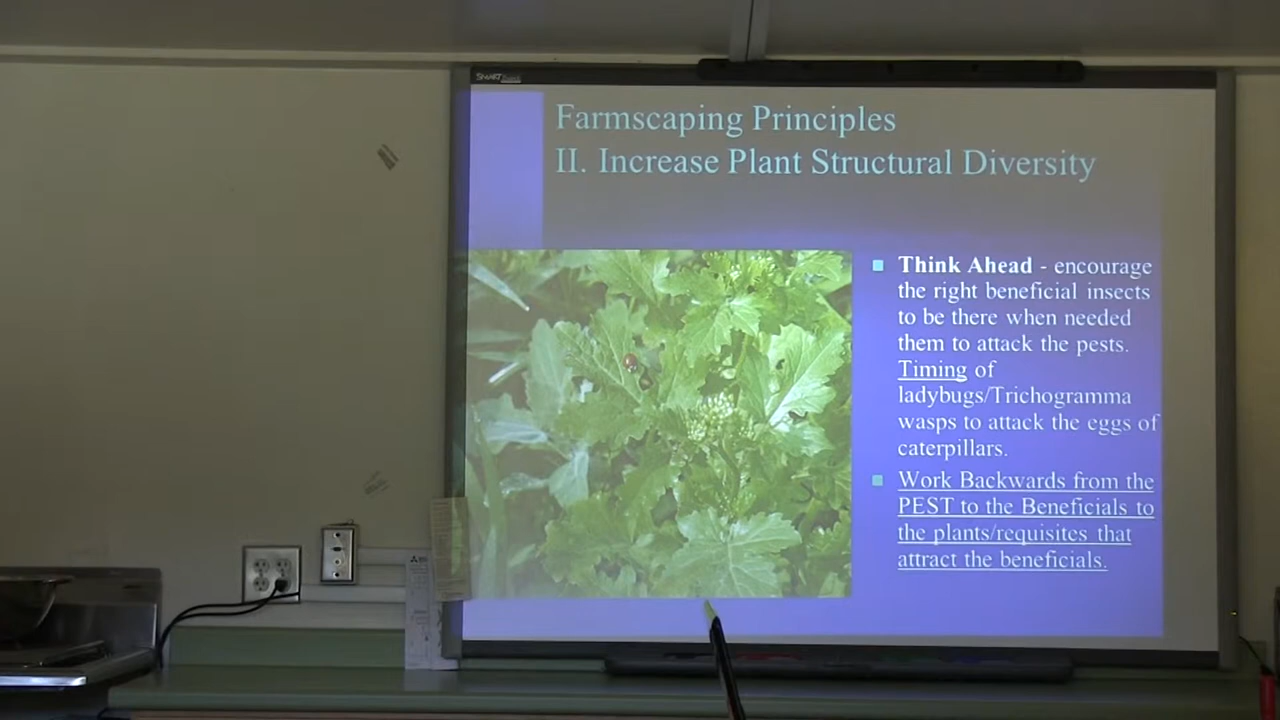 SMART
Farmscaping Principles
II. Increase Plant Structural Diversity
Think Ahead - encourage
the right beneficial insects
to be there when needed
them to attack the pests.
Timing of
ladybugs/Trichogramma
wasps to attack the eggs of
caterpillars.
Work Backwards from the
PEST to the Beneficials to
the plants/requisites that
attract the beneficials.